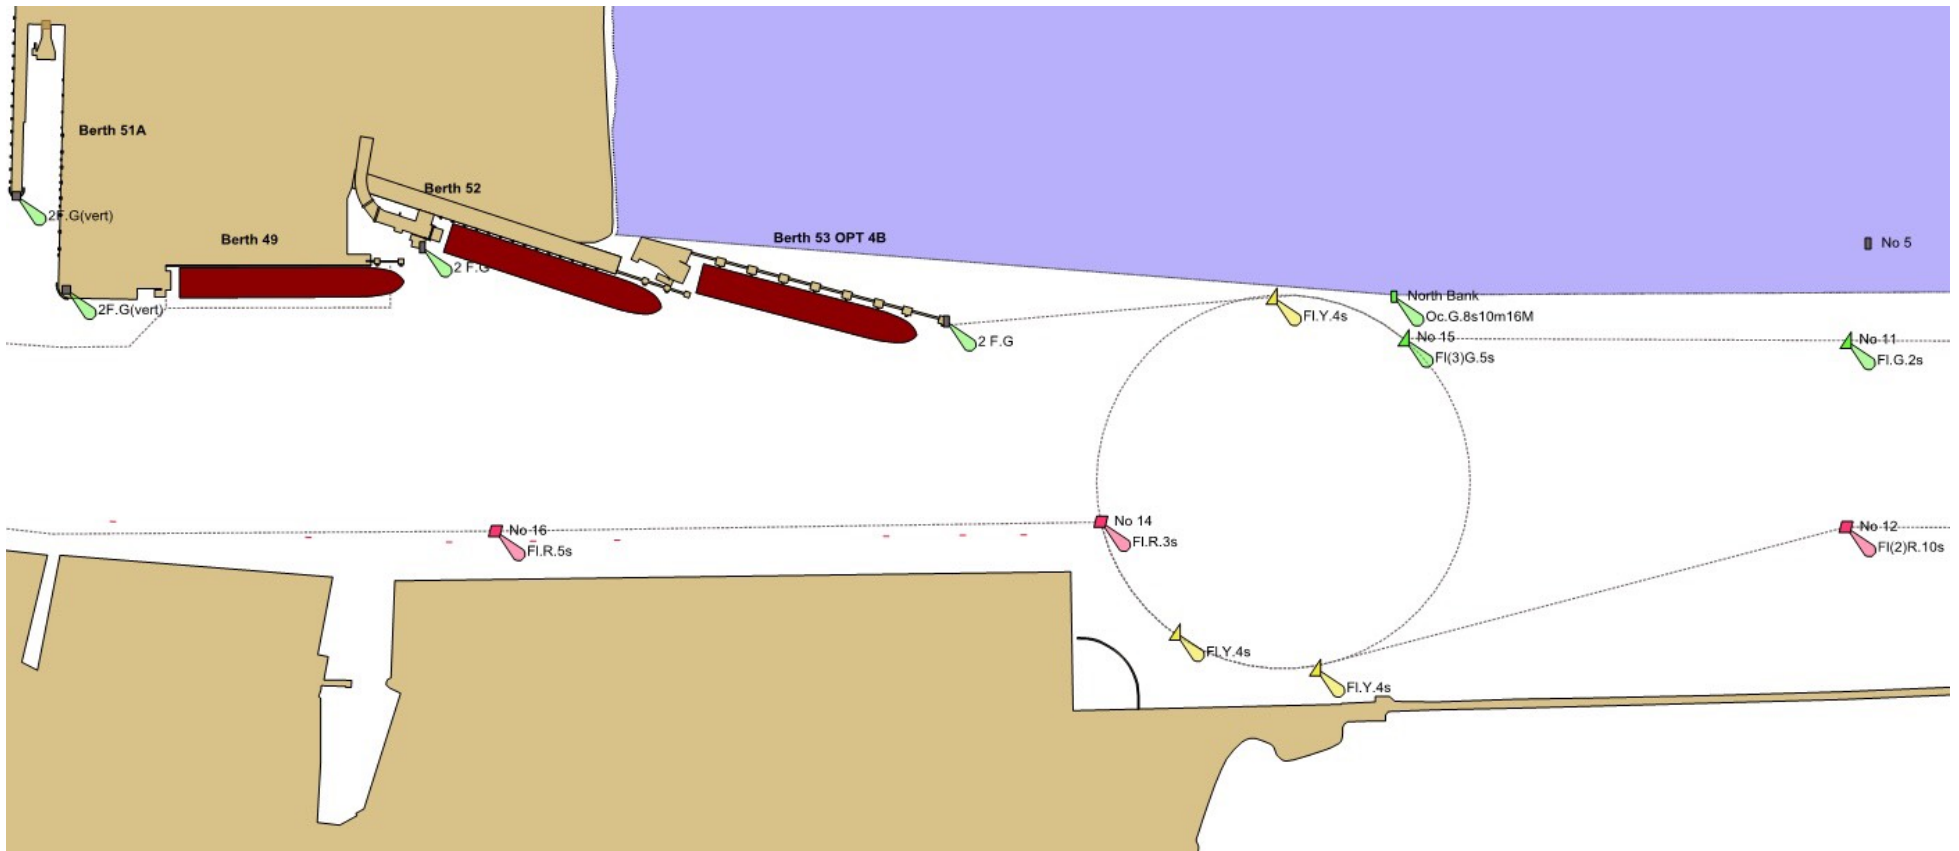 Berth 51A
Berth 52
2F.G(vert)
Berth 49
Berth 53 OPT 4B
No 5
2 F.G
2F.G(vert)
North Bank
Fl.Y.4s
Oc.G.8s10m16M
No 15
No 11
2 F.G
Fl(3)G.5s
Fl.G.2s
No 16
No 14
No 12
Fl.R.5s
Fl.R.3s
Fl(2)R.10s
Fl.Y.4s
Fl.Y.4s